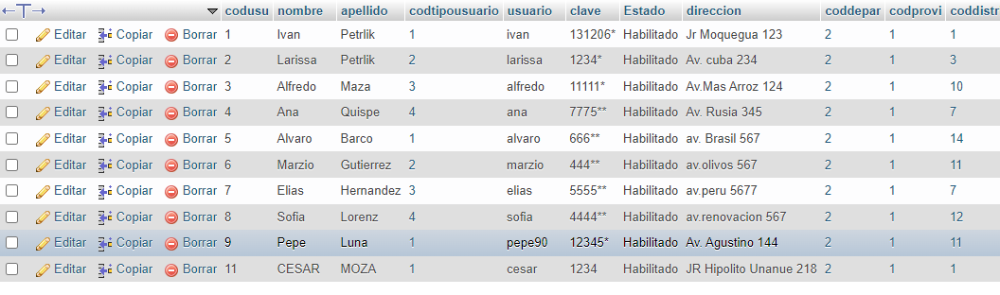 codusu nombre apellido codtipousuario usuario clave Estado direccion coddepar codprovi coddistr
Editar Copiar Borrar 1 Ivan Petrlik 1 ivan 131206* Habilitado Jr Moquegua 123 2 1 1
Editar Copiar Borrar 2 Larissa Petrlik 2 larissa 1234* Habilitado Av. cuba 234 2 1 3
Editar Copiar Borrar 3 Alfredo Maza 3 alfredo 11111* Habilitado Av.Mas Arroz 124 2 1 10
Editar Copiar Borrar 4 Ana Quispe 4 ana 7775** Habilitado Av. Rusia 345 2 1 7
Editar Copiar Borrar 5 Alvaro Barco 1 alvaro 666** Habilitado av. Brasil 567 2 1 14
Editar Copiar Borrar 6 Marzio Gutierrez 2 marzio 444** Habilitado av.olivos 567 2 1 11
Editar Copiar Borrar 7 Elias Hernandez 3 elias 5555** Habilitado av.peru 5677 2 1 7
Editar Copiar Borrar 8 Sofia Lorenz 4 sofia 4444** Habilitado av.renovacion 567 2 1 12
Editar Copiar Borrar 9 Pepe Luna 1 pepe90 12345* Habilitado Av. Agustino 144 2 1 11
Editar Copiar Borrar 11 CESAR MOZA 1 cesar 1234 Habilitado JR Hipolito Unanue 218 2 1 1